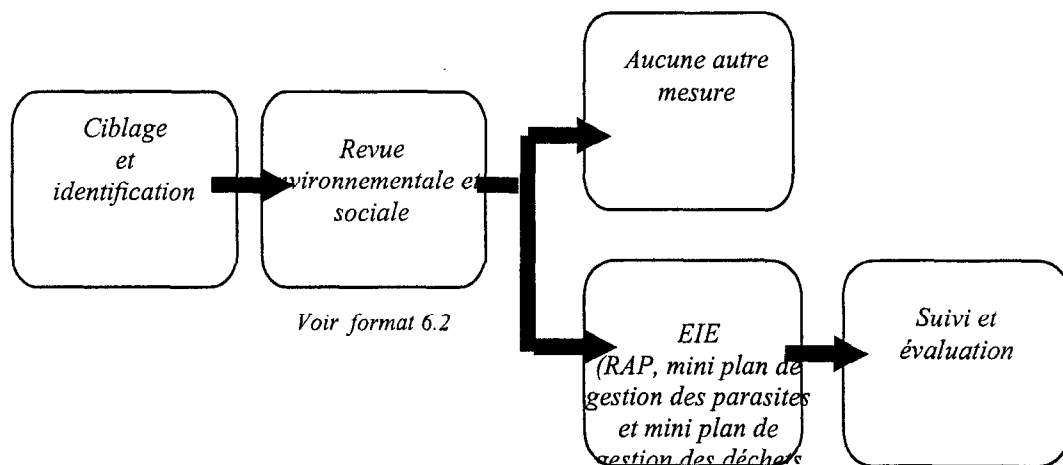 Ciblage
et
identification
Revue
environnementale et
sociale
Voir format 6.2
Aucune autre
mesure
EIE
(RAP, mini plan de
gestion des parasites
et mini plan de
gestion des déchets
Suivi et
évaluation